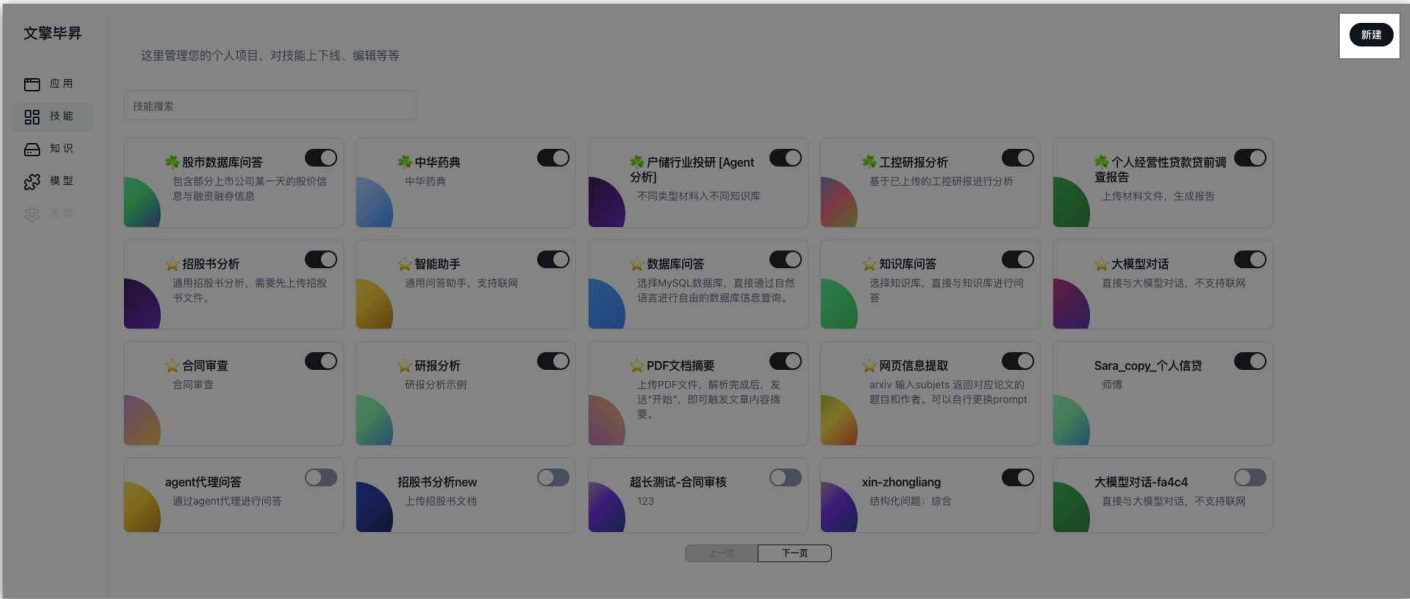 文擎毕昇
新建
这里管理您的个人项目，对技能上下线、编辑等等
应用
技能
知识
模型
技能搜索
股市数据库问答
包含部分上市公司某一天的股价信
息与融资融券信息
中华药典
中华药典
户储行业投研 [Agent
分析]
不同类型材料入不同知识库
工控研报分析
基于已上传的工控研报进行分析
个人经营性贷款贷前调
查报告
上传材料文件，生成报告
招股书分析
通用招股书分析，需要先上传招股
书文件。
智能助手
通用问答助手，支持联网
数据库问答
选择MySQL数据库，直接通过自然
语言进行自由的数据库信息查询。
知识库问答
选择知识库，直接与知识库进行问
答
大模型对话
直接与大模型对话，不支持联网
合同审查
合同审查
研报分析
研报分析示例
PDF文档摘要
上传PDF文件，解析完成后，发
送“开始”，即可触发文章内容摘
要。
网页信息提取
arxiv 输入subjets 返回对应论文的
题目和作者。可以自行更换prompt
Sara_copy_个人信贷
师傅
agent代理问答
通过agent代理进行问答
招股书分析new
上传招股书文档
超长测试-合同审核
123
xin-zhongliang
结构化问题：综合
大模型对话-fa4c4
直接与大模型对话，不支持联网
上一页
下一页